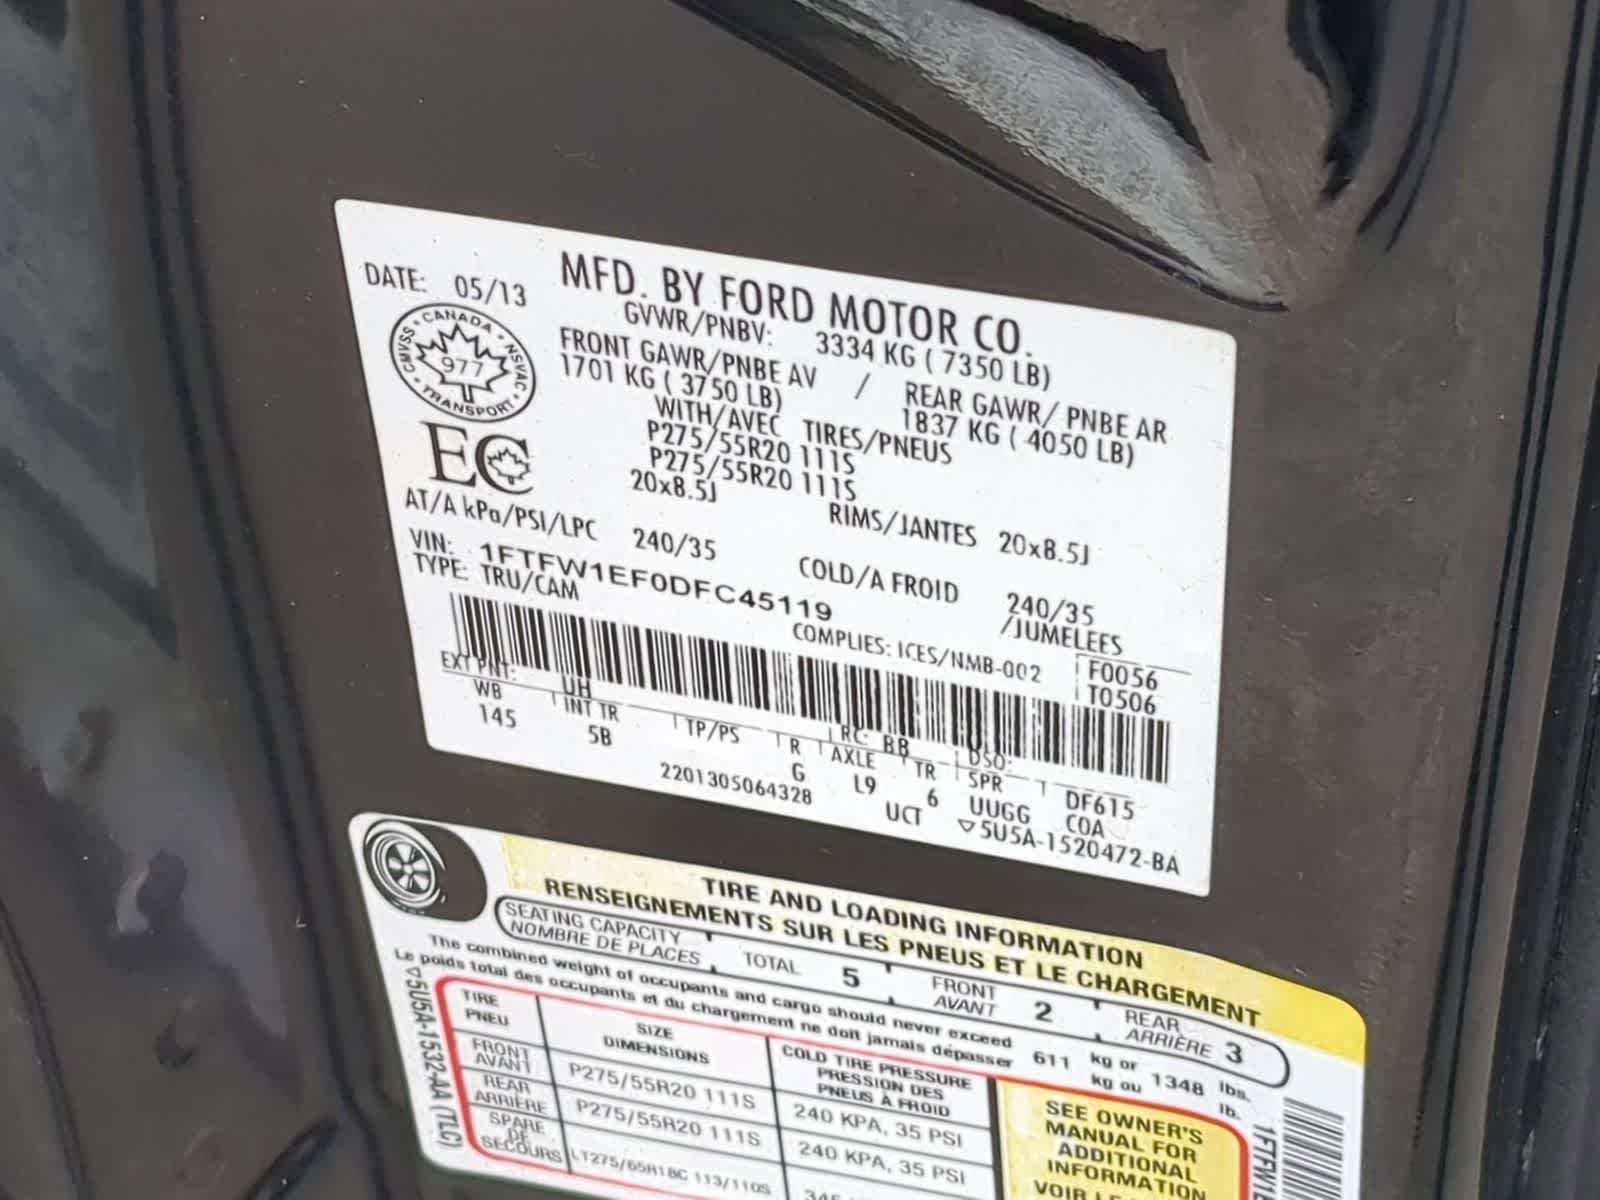 MFD. BY FORD MOTOR CO.
DATE: 05/13
GVWR/PNBV: 3334 KG ( 7350 LB)
FRONT GAWR/PNBE AV / REAR GAWR/ PNBE AR
1701 KG ( 3750 LB) 1837 KG ( 4050 LB)
WITH/AVEC TIRES/PNEUS
P275/55R20 111S
P275/55R20 111S
20x8.5J RIMS/JANTES 20x8.5J
CANADA
CMVSS NSVAC
977
TRANSPORT
EC
AT/A kPa/PSI/LPC 240/35 COLD/A FROID 240/35
VIN: 1FTFW1EF0DFC45119 /JUMELEES
TYPE: TRU/CAM COMPLIES: ICES/NMB-002 F0056
T0506
EXT PNT: UH RC: BB DSO:
WB INT TR TP/PS R AXLE TR SPR DF615
145 5B G L9 6 UUGG COA
2201305064328 UCT ▽5U5A-1520472-BA
TIRE AND LOADING INFORMATION
RENSEIGNEMENTS SUR LES PNEUS ET LE CHARGEMENT
SEATING CAPACITY
NOMBRE DE PLACES
TOTAL 5
FRONT
AVANT 2
REAR
ARRIÈRE 3
The combined weight of occupants and cargo should never exceed 611 kg or 1348 lbs.
Le poids total des occupants et du chargement ne doit jamais dépasser kg ou lb.
▽5U5A-1532-AA (TLC)
TIRE
PNEU
SIZE
DIMENSIONS
COLD TIRE PRESSURE
PRESSION DES
PNEUS À FROID
FRONT
AVANT
P275/55R20 111S 240 KPA, 35 PSI
REAR
ARRIÈRE
P275/55R20 111S 240 KPA, 35 PSI
SPARE
DE
SECOURS
LT275/65R18C 113/110S
SEE OWNER'S
MANUAL FOR
ADDITIONAL
INFORMATION